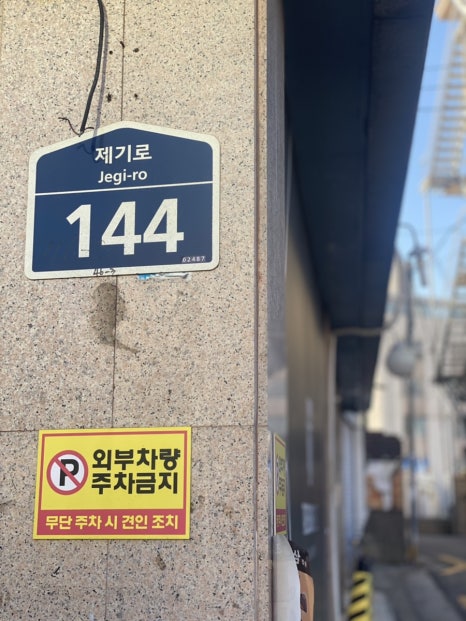 제기로
Jegi-ro
144
02487
P
외부차량
주차금지
무단 주차 시 견인 조치
삼